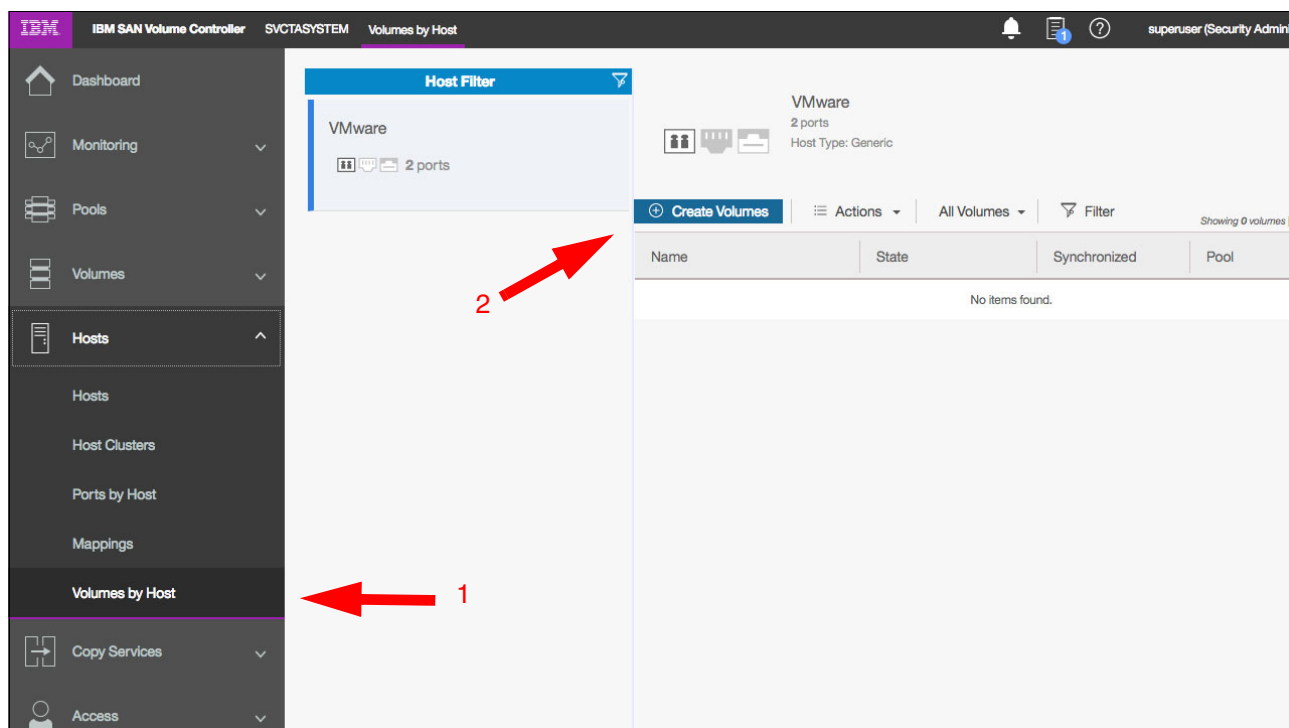 IBM
IBM SAN Volume Controller SVCTASYSTEM Volumes by Host
1
superuser (Security Admini
Dashboard
Monitoring
Pools
Volumes
Hosts
Hosts
Host Clusters
Ports by Host
Mappings
Volumes by Host
Copy Services
Access
Host Filter
VMware
2 ports
2
1
VMware
2 ports
Host Type: Generic
Create Volumes Actions All Volumes Filter
Showing 0 volumes
Name State Synchronized Pool
No items found.